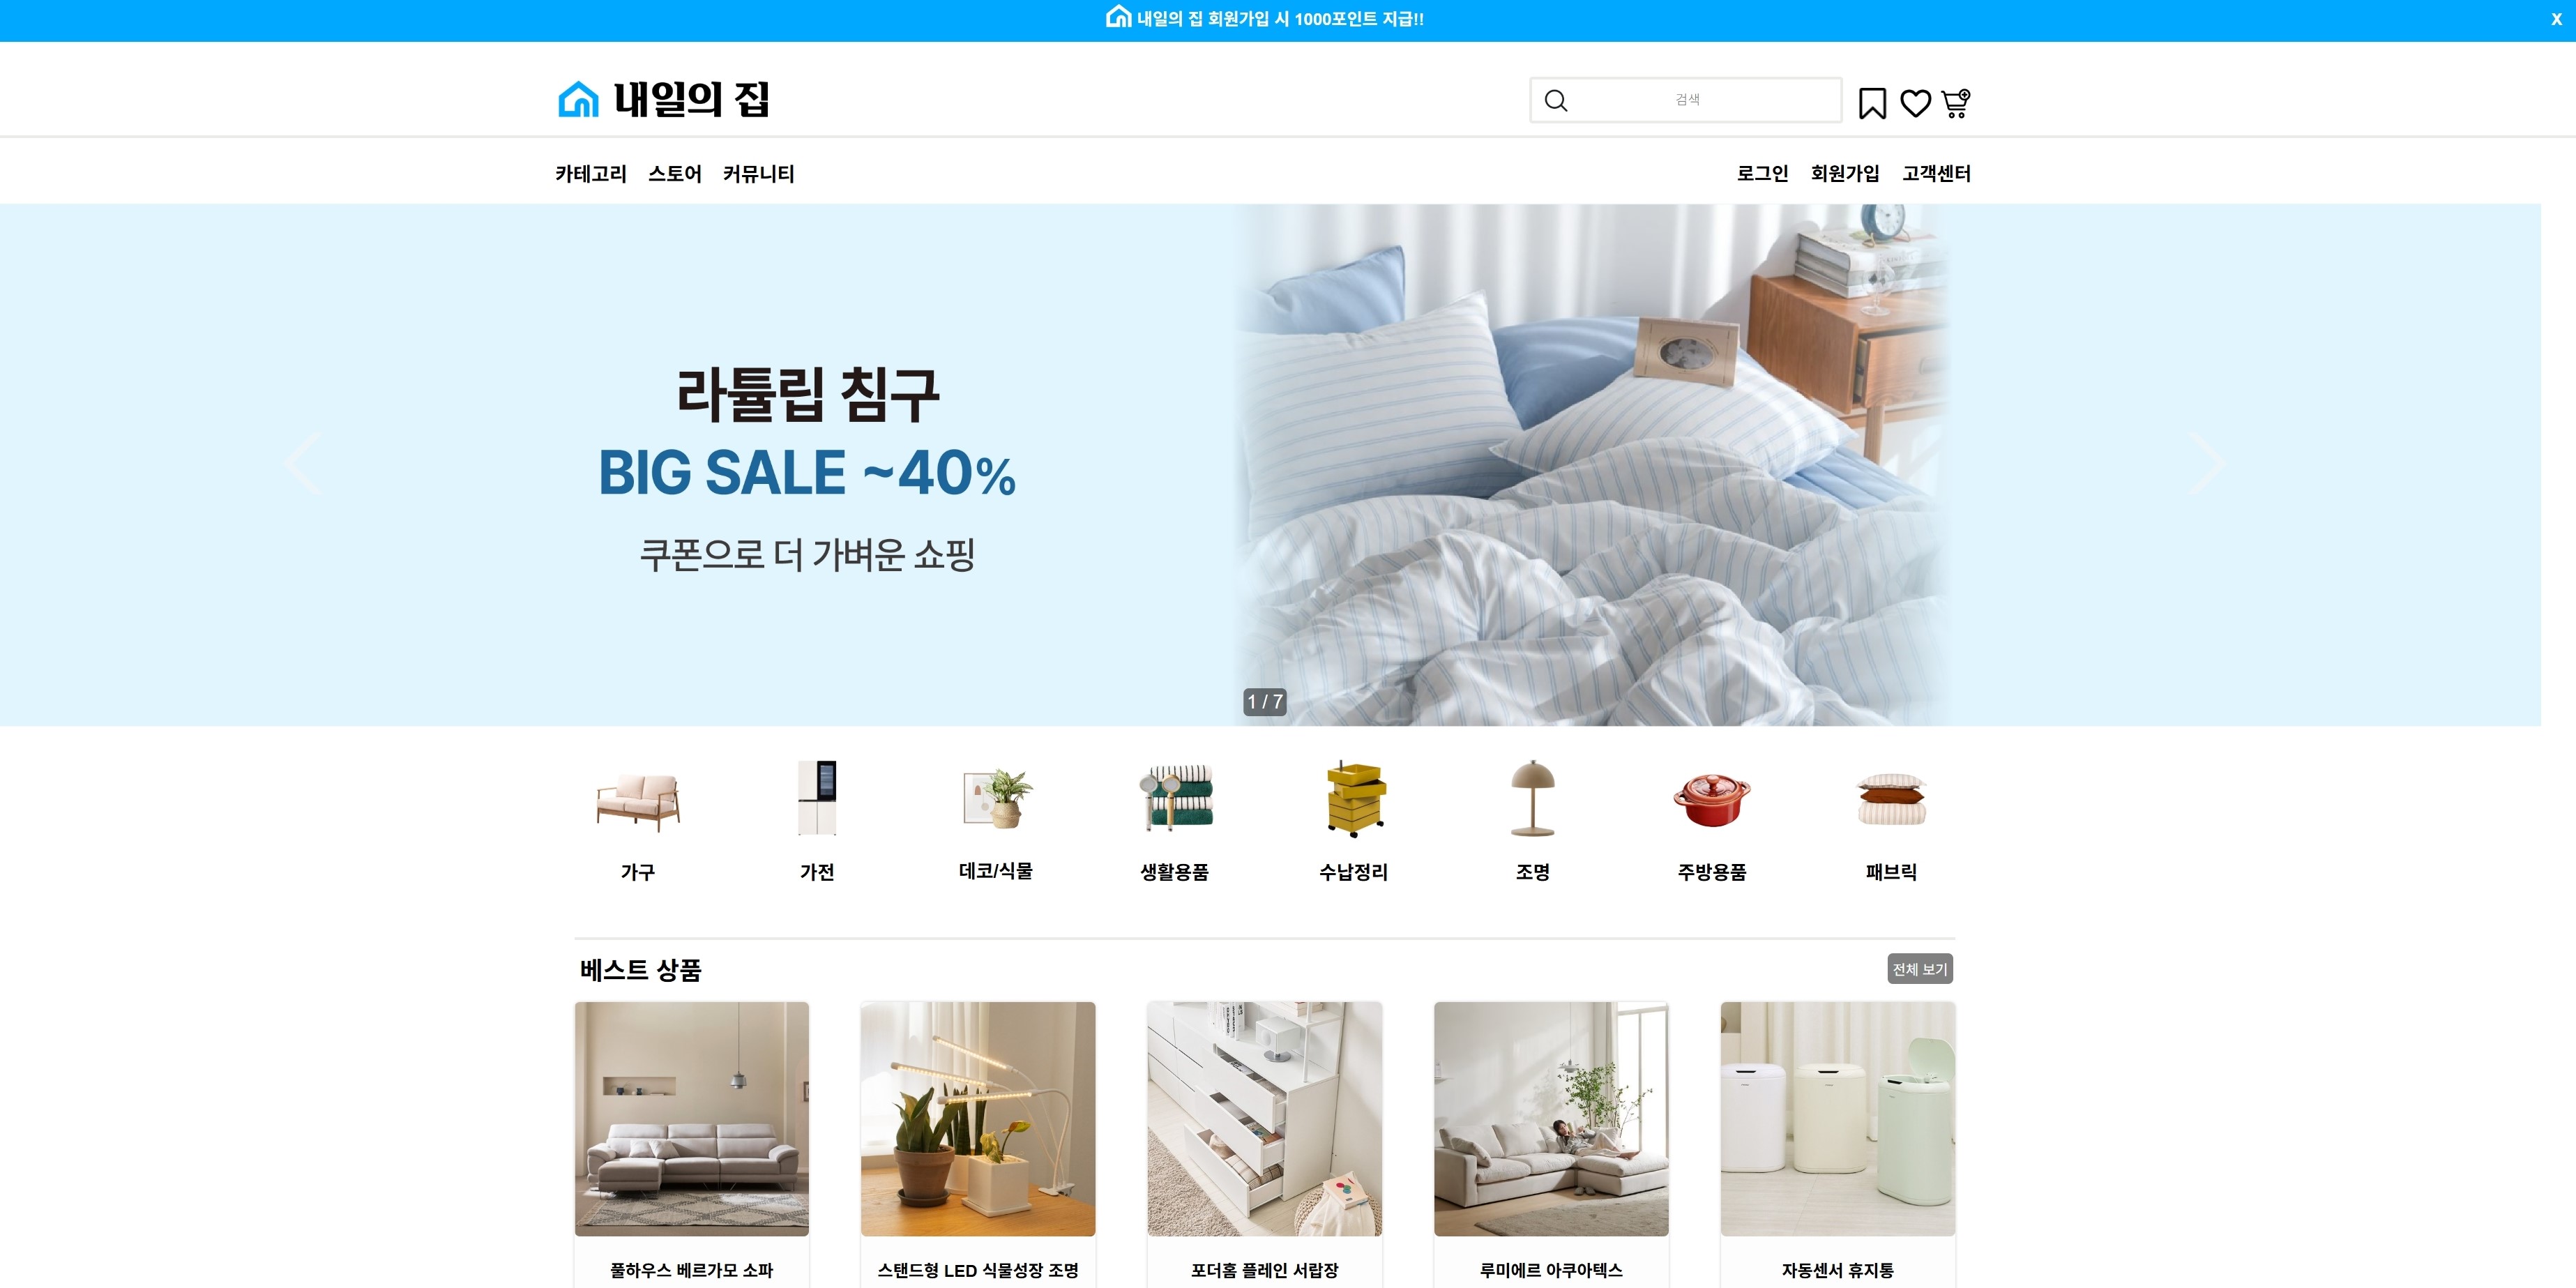 내일의 집 회원가입 시 1000포인트 지급!!
X
내일의 집
검색
카테고리 스토어 커뮤니티
로그인 회원가입 고객센터
라튤립 침구
BIG SALE ~40%
쿠폰으로 더 가벼운 쇼핑
1 / 7
가구 가전 데코/식물 생활용품 수납정리 조명 주방용품 패브릭
베스트 상품
전체 보기
풀하우스 베르가모 소파
스탠드형 LED 식물성장 조명
포더홈 플레인 서랍장
루미에르 아쿠아텍스
자동센서 휴지통